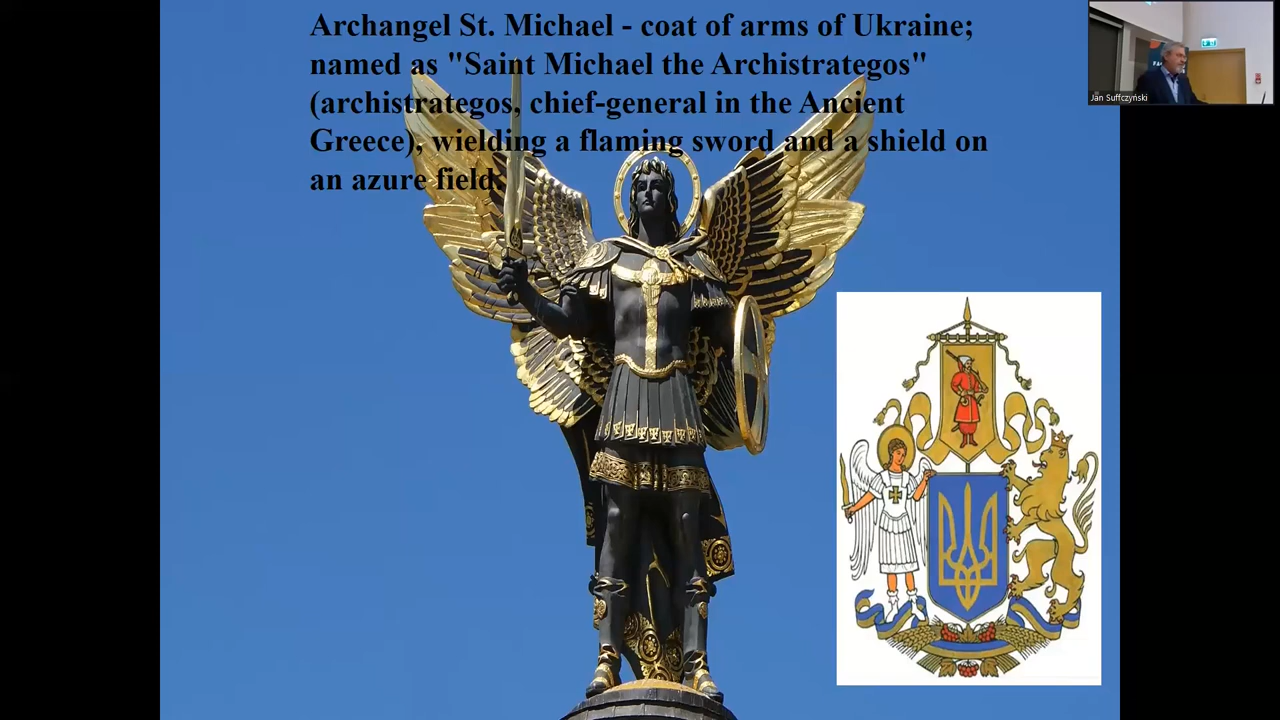 Archangel St. Michael - coat of arms of Ukraine;
named as "Saint Michael the Archistrategos"
(archistrategos, chief-general in the Ancient
Greece), wielding a flaming sword and a shield on
an azure field.
Jan Suffczyński